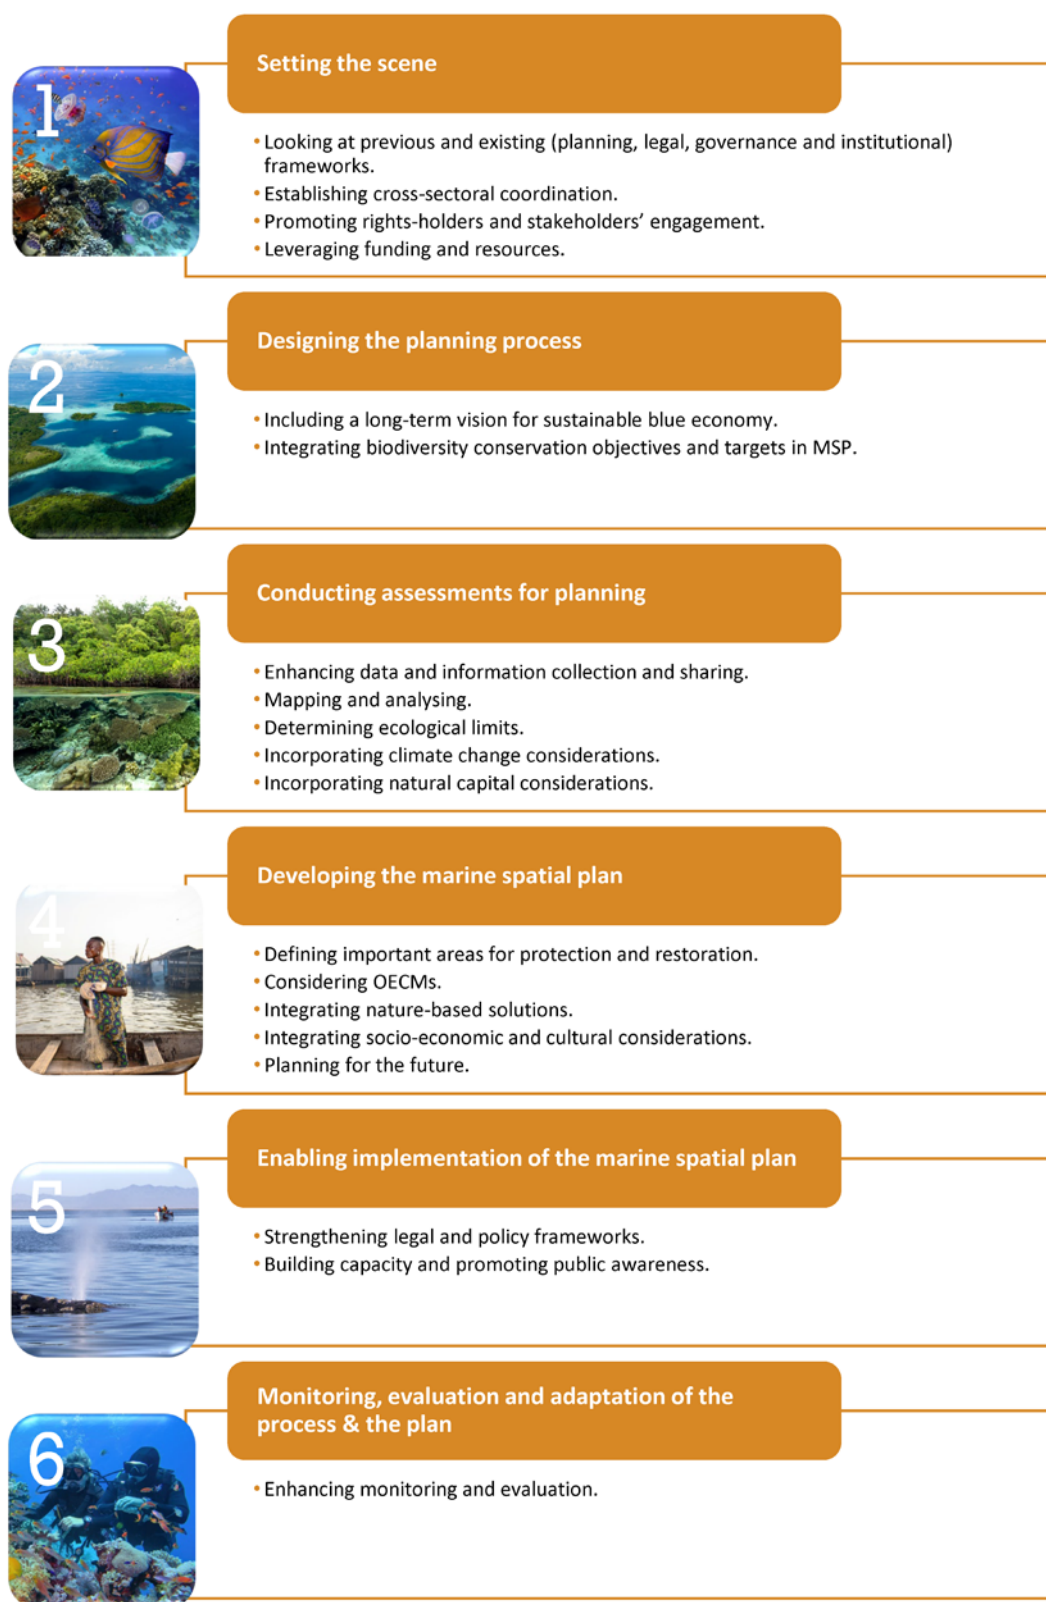 1
Setting the scene
• Looking at previous and existing (planning, legal, governance and institutional)
frameworks.
• Establishing cross-sectoral coordination.
• Promoting rights-holders and stakeholders’ engagement.
• Leveraging funding and resources.
2
Designing the planning process
• Including a long-term vision for sustainable blue economy.
• Integrating biodiversity conservation objectives and targets in MSP.
3
Conducting assessments for planning
• Enhancing data and information collection and sharing.
• Mapping and analysing.
• Determining ecological limits.
• Incorporating climate change considerations.
• Incorporating natural capital considerations.
4
Developing the marine spatial plan
• Defining important areas for protection and restoration.
• Considering OECMs.
• Integrating nature-based solutions.
• Integrating socio-economic and cultural considerations.
• Planning for the future.
5
Enabling implementation of the marine spatial plan
• Strengthening legal and policy frameworks.
• Building capacity and promoting public awareness.
6
Monitoring, evaluation and adaptation of the
process & the plan
• Enhancing monitoring and evaluation.